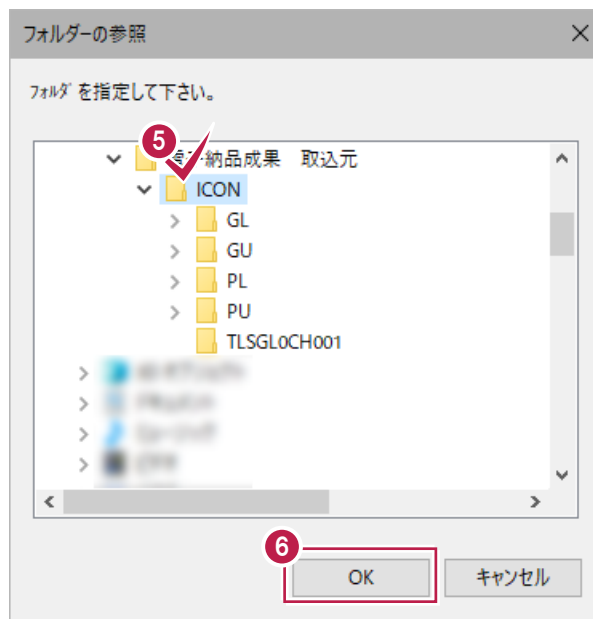 フォルダーの参照
ﾌｫﾙﾀﾞを指定して下さい。
5
納品成果 取込元
ICON
GL
GU
PL
PU
TLSGL0CH001
6
OK
キャンセル